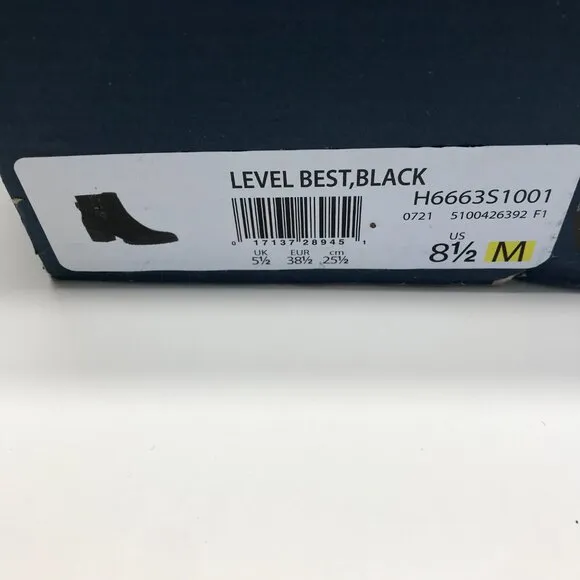 LEVEL BEST,BLACK
H6663S1001
0721 5100426392 F1
0 17137 28945 1
UK EUR cm
5½ 38½ 25½
US
8½ M